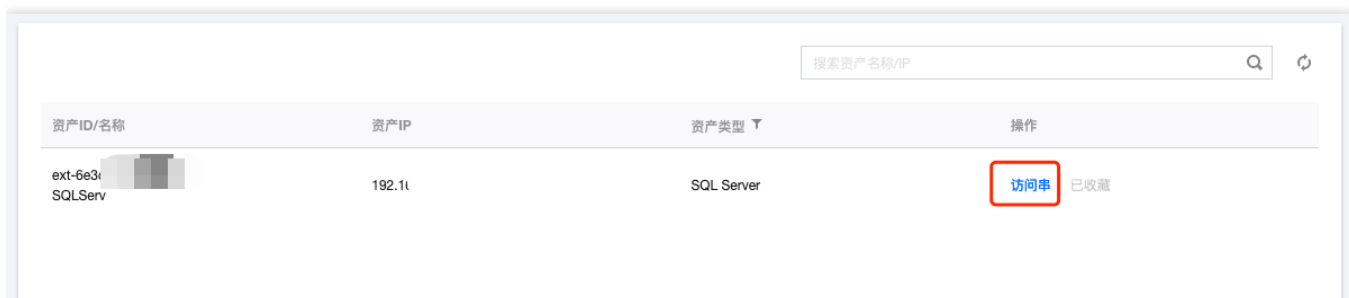 搜索资产名称/IP
资产ID/名称 资产IP 资产类型 操作
ext-6e3 192.1 SQL Server 访问串 已收藏
SQLServ